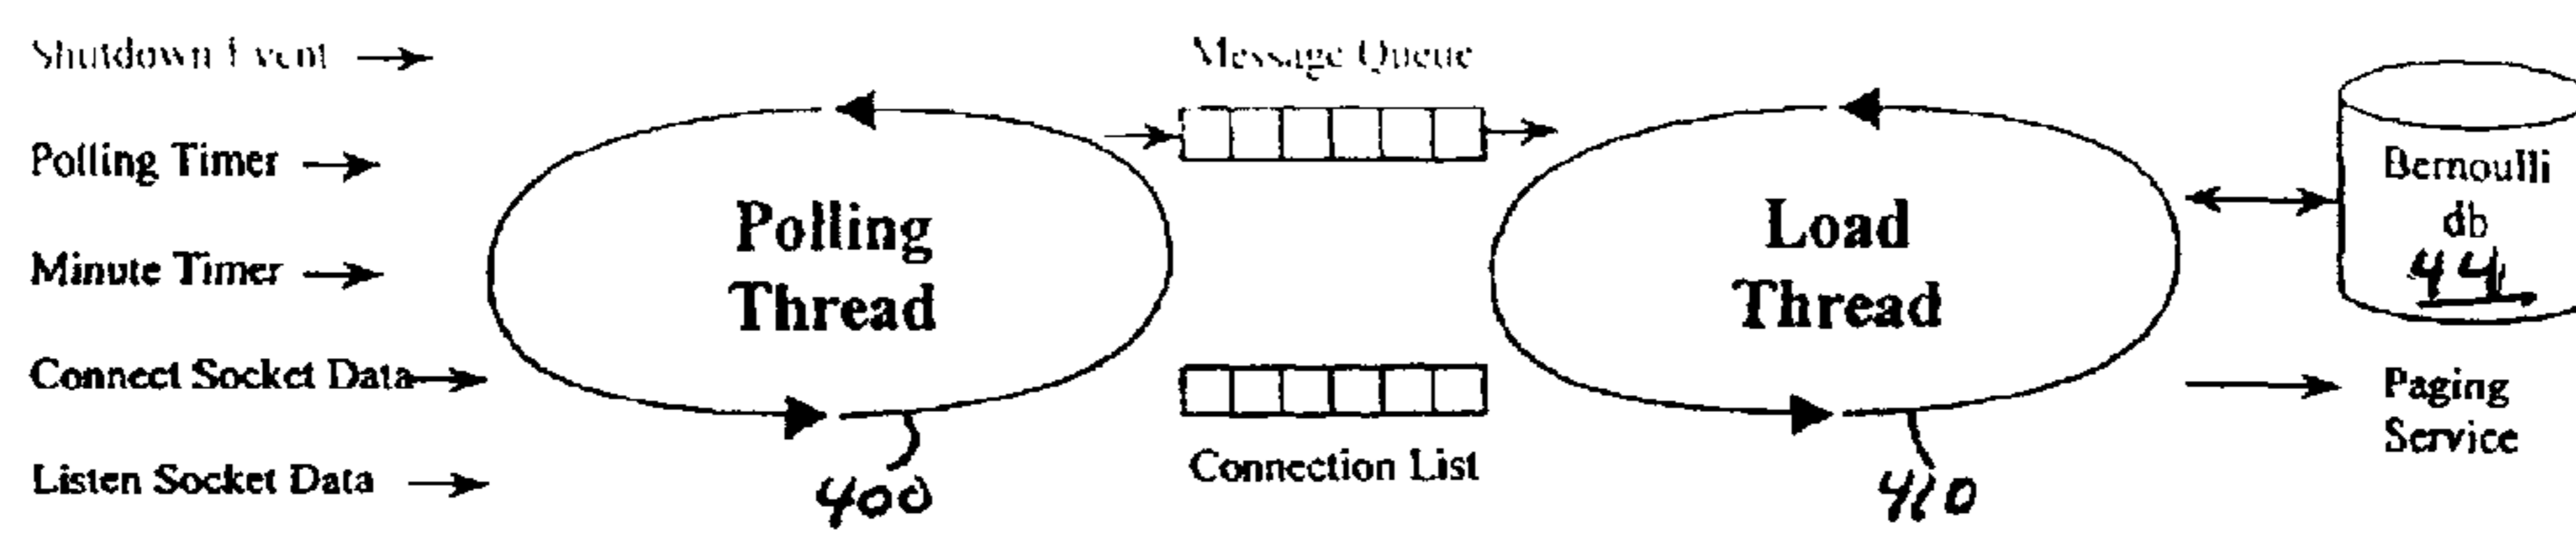 Shutdown Event
Message Queue
Polling Timer
Minute Timer
Connect Socket Data
Listen Socket Data
Polling
Thread
400
Connection List
Load
Thread
410
Bernoulli
db
44
Paging
Service